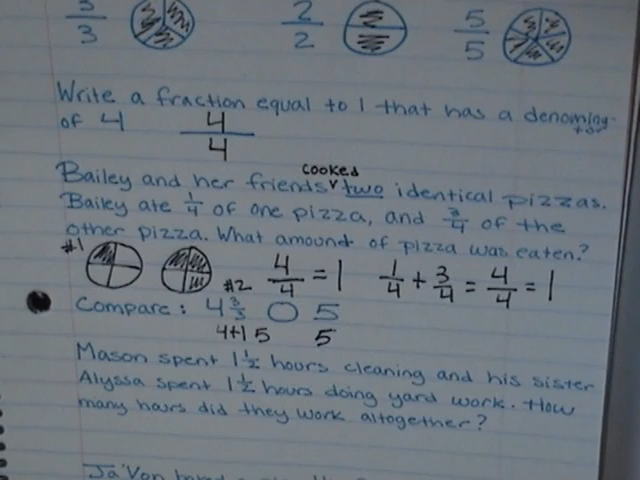 3/3 2/2 5/5
Write a fraction equal to 1 that has a denominator
of 4 4/4
Bailey and her friends cooked two identical pizzas.
Bailey ate 1/4 of one pizza, and 3/4 of the
other pizza. What amound of pizza was eaten?
#1 #2 4/4 = 1 1/4 + 3/4 = 4/4 = 1
Compare: 4 3/3 5
4+1 5 5
Mason spent 1 1/2 hours cleaning and his sister
Alyssa spent 1 1/2 hours doing yard work. How
many hours did they work altogether?
Ja'Von